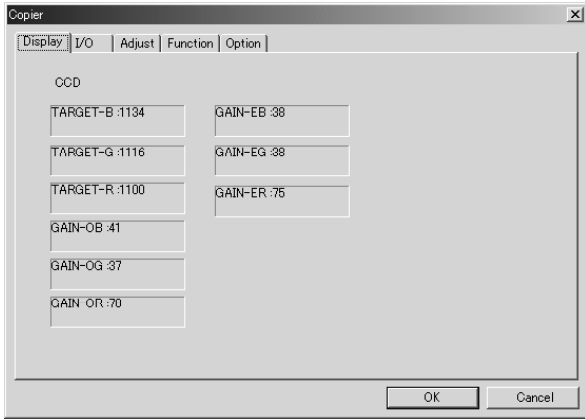 Copier
Display I/O Adjust Function Option
CCD
TARGET-B :1134
GAIN-EB :38
TARGET-G :1116
GAIN-EG :38
TARGET-R :1100
GAIN-ER :75
GAIN-OB :41
GAIN-OG :37
GAIN-OR :70
OK Cancel